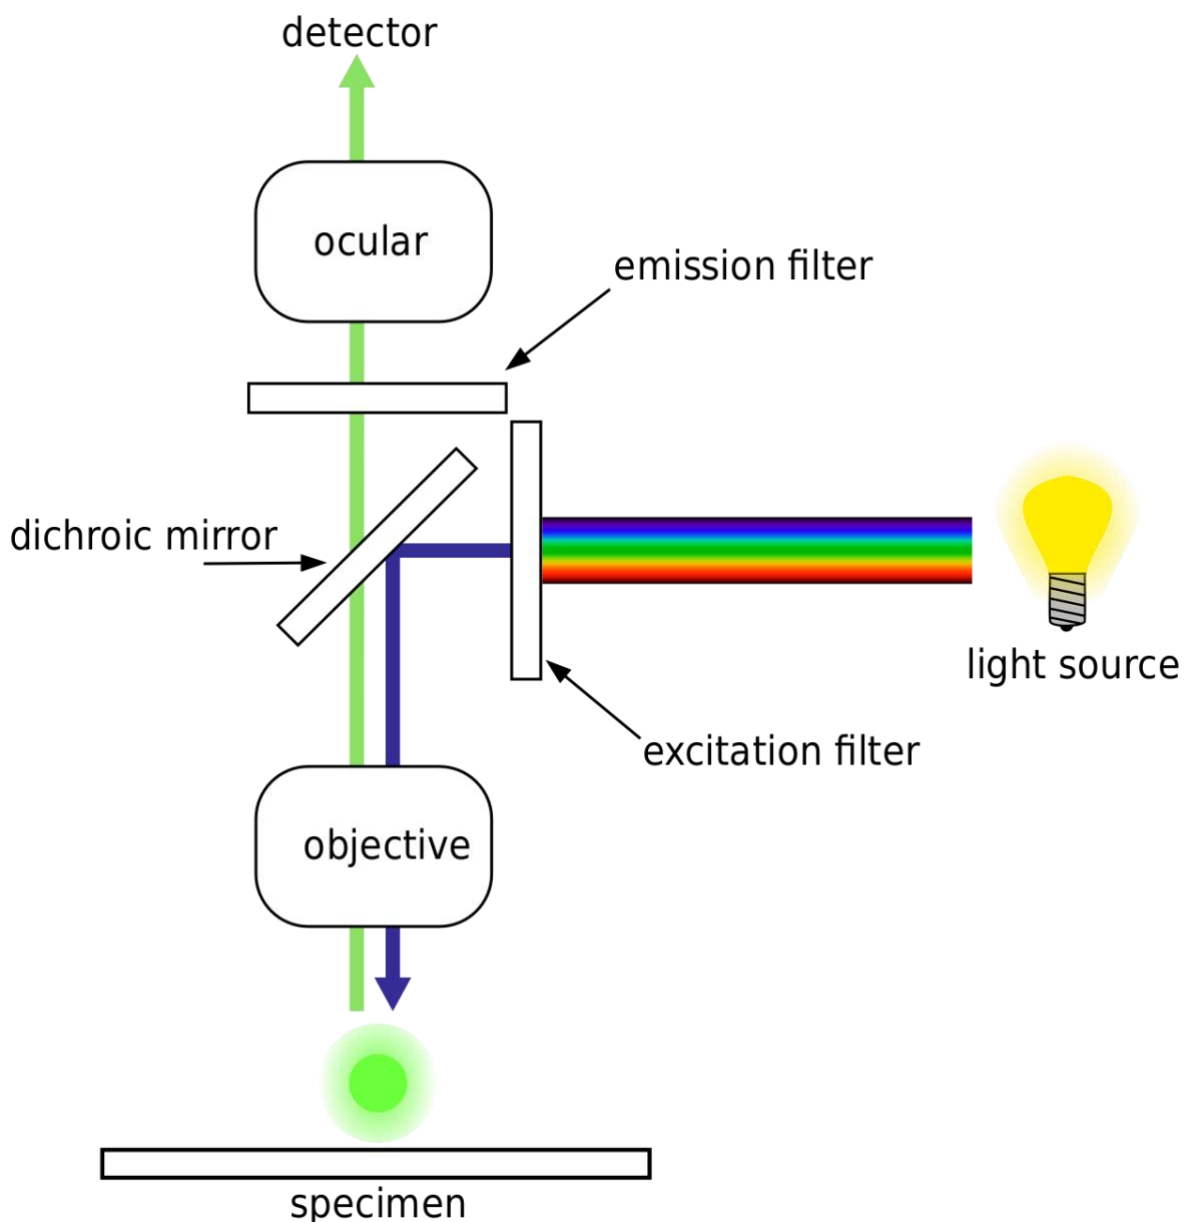 detector
ocular
emission filter
dichroic mirror
light source
excitation filter
objective
specimen